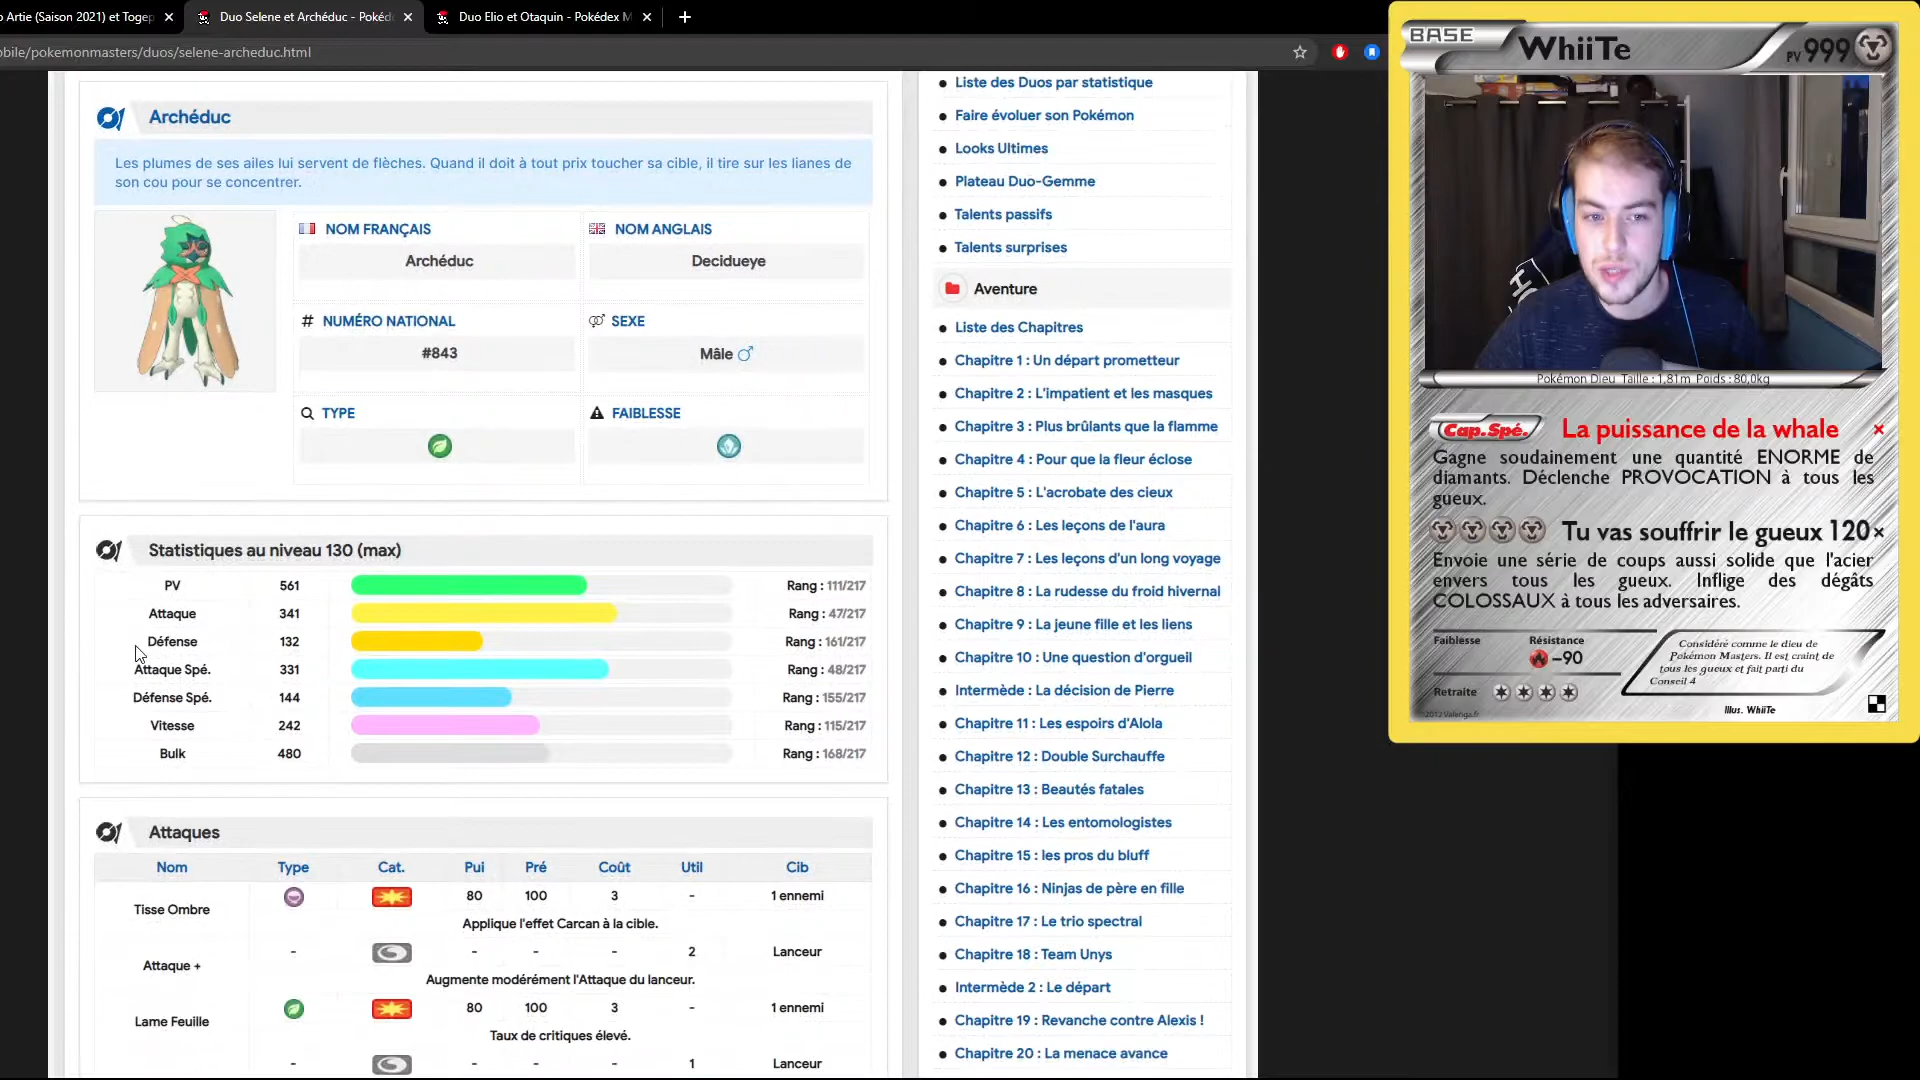 o Artie (Saison 2021) et Togep
Duo Selene et Archéduc - Pokéd
Duo Elio et Otaquin - Pokédex M
obile/pokemonmasters/duos/selene-archeduc.html
Archéduc
Les plumes de ses ailes lui servent de flèches. Quand il doit à tout prix toucher sa cible, il tire sur les lianes de
son cou pour se concentrer.
NOM FRANÇAIS
NOM ANGLAIS
Archéduc
Decidueye
# NUMÉRO NATIONAL
SEXE
#843
Mâle ♂
TYPE
FAIBLESSE
Statistiques au niveau 130 (max)
PV 561 Rang : 111/217
Attaque 341 Rang : 47/217
Défense 132 Rang : 161/217
Attaque Spé. 331 Rang : 48/217
Défense Spé. 144 Rang : 155/217
Vitesse 242 Rang : 115/217
Bulk 480 Rang : 168/217
Attaques
Nom Type Cat. Pui Pré Coût Util Cib
Tisse Ombre 80 100 3 - 1 ennemi
Applique l'effet Carcan à la cible.
Attaque + - - - - 2 Lanceur
Augmente modérément l'Attaque du lanceur.
Lame Feuille 80 100 3 - 1 ennemi
Taux de critiques élevé.
- - - - 1 Lanceur
Liste des Duos par statistique
Faire évoluer son Pokémon
Looks Ultimes
Plateau Duo-Gemme
Talents passifs
Talents surprises
Aventure
Liste des Chapitres
Chapitre 1 : Un départ prometteur
Chapitre 2 : L'impatient et les masques
Chapitre 3 : Plus brûlants que la flamme
Chapitre 4 : Pour que la fleur éclose
Chapitre 5 : L'acrobate des cieux
Chapitre 6 : Les leçons de l'aura
Chapitre 7 : Les leçons d'un long voyage
Chapitre 8 : La rudesse du froid hivernal
Chapitre 9 : La jeune fille et les liens
Chapitre 10 : Une question d'orgueil
Intermède : La décision de Pierre
Chapitre 11 : Les espoirs d'Alola
Chapitre 12 : Double Surchauffe
Chapitre 13 : Beautés fatales
Chapitre 14 : Les entomologistes
Chapitre 15 : les pros du bluff
Chapitre 16 : Ninjas de père en fille
Chapitre 17 : Le trio spectral
Chapitre 18 : Team Unys
Intermède 2 : Le départ
Chapitre 19 : Revanche contre Alexis !
Chapitre 20 : La menace avance
BASE WhiiTe PV 999
Pokémon Dieu Taille : 1,81m Poids : 80,0kg
Cap.Spé. La puissance de la whale ×
Gagne soudainement une quantité ENORME de
diamants. Déclenche PROVOCATION à tous les
gueux.
Tu vas souffrir le gueux 120×
Envoie une série de coups aussi solide que l'acier
envers tous les gueux. Inflige des dégâts
COLOSSAUX à tous les adversaires.
Faiblesse Résistance
-90
Retraite
Considéré comme le dieu de
Pokémon Masters. Il est craint de
tous les gueux et fait parti du
Conseil 4
Illus. WhiiTe